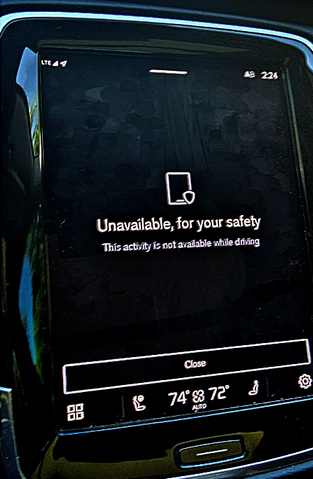 LTE 2:24
Unavailable, for your safety
This activity is not available while driving
Close
74° 72°
AUTO